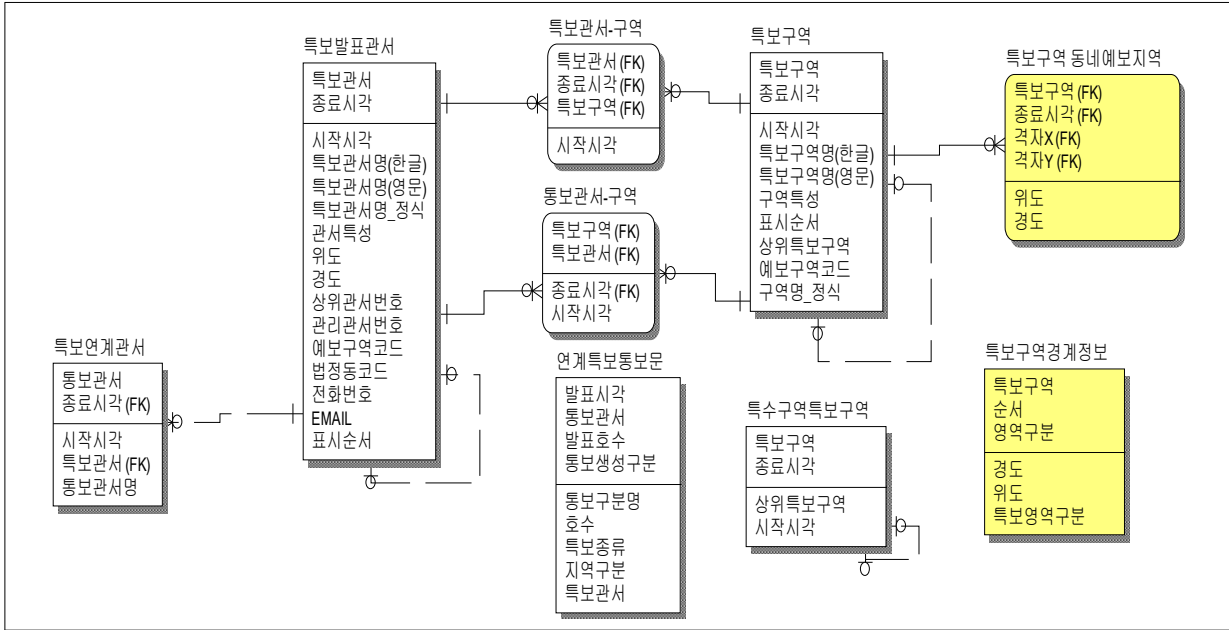 특보발표관서
특보관서
종료시각
시작시각
특보관서명(한글)
특보관서명(영문)
특보관서명_정식
관서특성
위도
경도
상위관서번호
관리관서번호
예보구역코드
법정동코드
전화번호
EMAIL
표시순서
특보관서-구역
특보관서(FK)
종료시각(FK)
특보구역(FK)
시작시각
특보구역
특보구역
종료시각
시작시각
특보구역명(한글)
특보구역명(영문)
구역특성
표시순서
상위특보구역
예보구역코드
구역명_정식
특보구역 동네예보지역
특보구역(FK)
종료시각(FK)
격자X(FK)
격자Y(FK)
위도
경도
통보관서-구역
특보구역(FK)
특보관서(FK)
종료시각(FK)
시작시각
특보연계관서
통보관서
종료시각(FK)
시작시각
특보관서(FK)
통보관서명
연계특보통보문
발표시각
통보관서
발표호수
통보생성구분
통보구분명
호수
특보종류
지역구분
특보관서
특수구역특보구역
특보구역
종료시각
상위특보구역
시작시각
특보구역경계정보
특보구역
순서
영역구분
경도
위도
특보영역구분